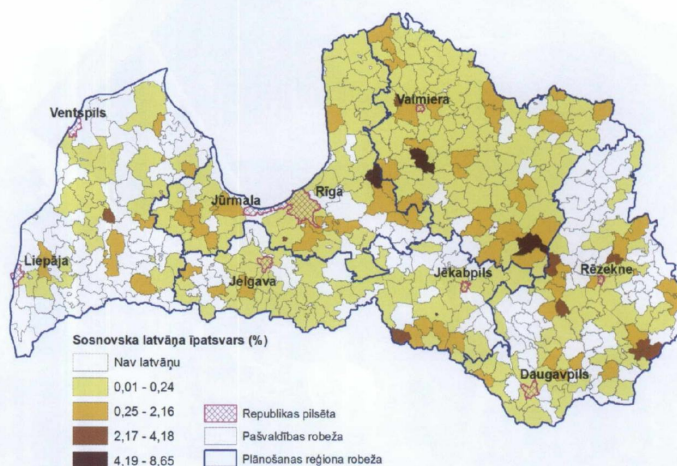 Valmiera
Ventspils
Rīga
Jūrmala
Liepāja
Jelgava
Jēkabpils
Rēzekne
Daugavpils
Sosnovska latvāņa īpatsvars (%)
Nav latvāņu
0,01 - 0,24
0,25 - 2,16
2,17 - 4,18
4,19 - 8,65
Republikas pilsēta
Pašvaldības robeža
Plānošanas reģiona robeža